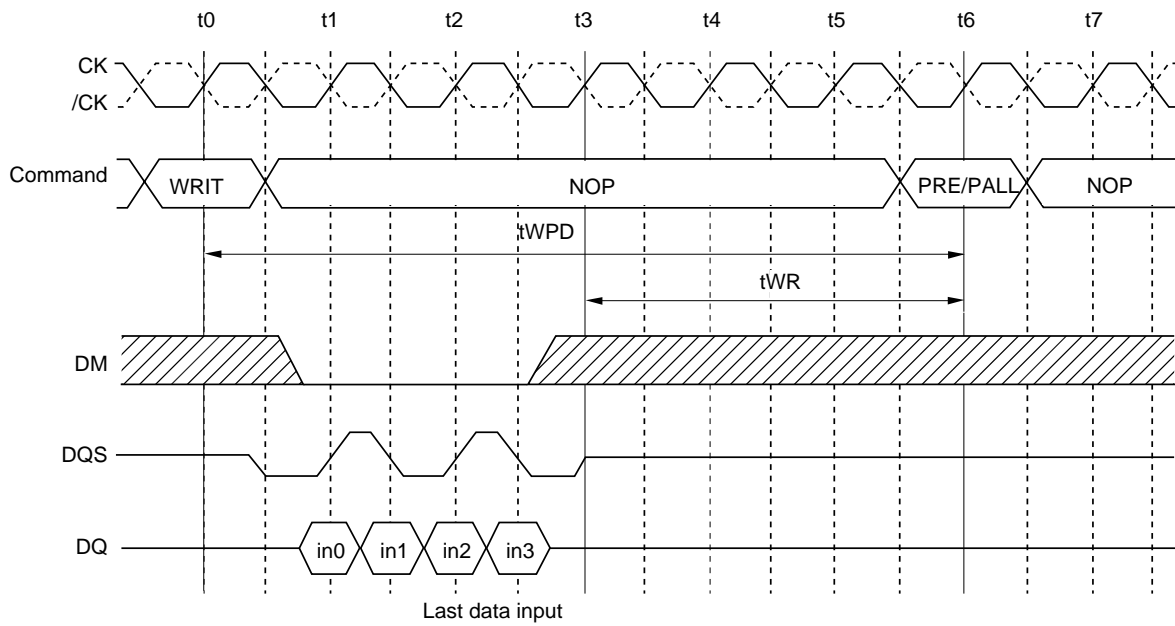 t0 t1 t2 t3 t4 t5 t6 t7
CK
/CK
Command WRIT NOP PRE/PALL NOP
tWPD
tWR
DM
DQS
DQ in0 in1 in2 in3
Last data input